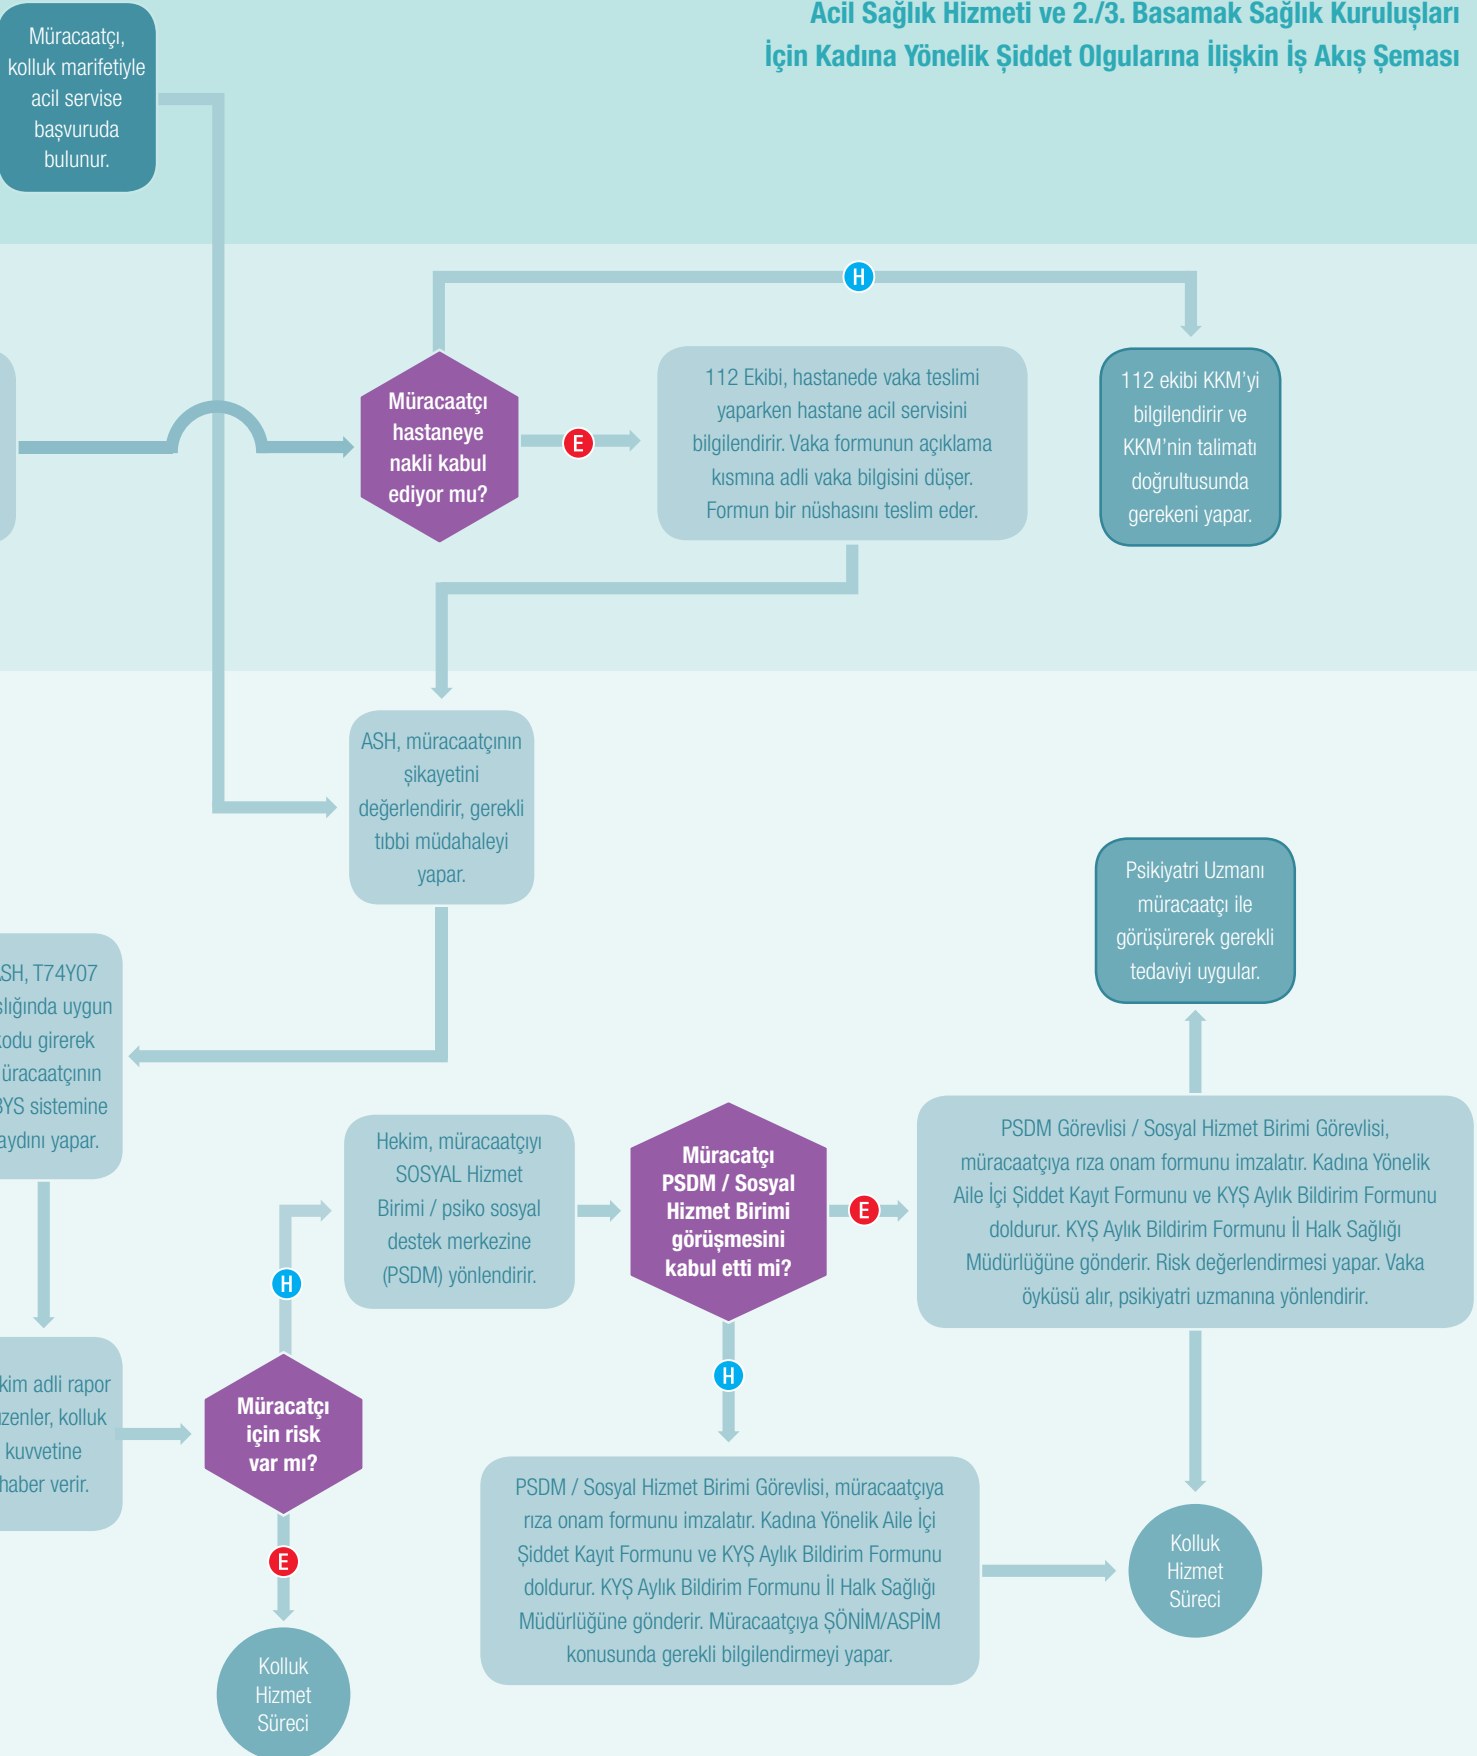 Acil Sağlık Hizmeti ve 2./3. Basamak Sağlık Kuruluşları
İçin Kadına Yönelik Şiddet Olgularına İlişkin İş Akış Şeması
Müracaatçı,
kolluk marifetiyle
acil servise
başvuruda
bulunur.
H
Müracaatçı
hastaneye
nakli kabul
ediyor mu?
E
112 Ekibi, hastanede vaka teslimi
yaparken hastane acil servisini
bilgilendirir. Vaka formunun açıklama
kısmına adli vaka bilgisini düşer.
Formun bir nüshasını teslim eder.
112 ekibi KKM’yi
bilgilendirir ve
KKM’nin talimatı
doğrultusunda
gerekeni yapar.
ASH, müracaatçının
şikayetini
değerlendirir, gerekli
tıbbi müdahaleyi
yapar.
Psikiyatri Uzmanı
müracaatçı ile
görüşürerek gerekli
tedaviyi uygular.
SH, T74Y07
slığında uygun
odu girerek
üracaatçının
BYS sistemine
aydını yapar.
Hekim, müracaatçıyı
SOSYAL Hizmet
Birimi / psiko sosyal
destek merkezine
(PSDM) yönlendirir.
Müracatçı
PSDM / Sosyal
Hizmet Birimi
görüşmesini
kabul etti mi?
E
PSDM Görevlisi / Sosyal Hizmet Birimi Görevlisi,
müracaatçıya rıza onam formunu imzalatır. Kadına Yönelik
Aile İçi Şiddet Kayıt Formunu ve KYŞ Aylık Bildirim Formunu
doldurur. KYŞ Aylık Bildirim Formunu İl Halk Sağlığı
Müdürlüğüne gönderir. Risk değerlendirmesi yapar. Vaka
öyküsü alır, psikiyatri uzmanına yönlendirir.
H
H
kim adli rapor
zenler, kolluk
kuvvetine
haber verir.
Müracatçı
için risk
var mı?
E
Kolluk
Hizmet
Süreci
PSDM / Sosyal Hizmet Birimi Görevlisi, müracaatçıya
rıza onam formunu imzalatır. Kadına Yönelik Aile İçi
Şiddet Kayıt Formunu ve KYŞ Aylık Bildirim Formunu
doldurur. KYŞ Aylık Bildirim Formunu İl Halk Sağlığı
Müdürlüğüne gönderir. Müracaatçıya ŞÖNİM/ASPİM
konusunda gerekli bilgilendirmeyi yapar.
Kolluk
Hizmet
Süreci